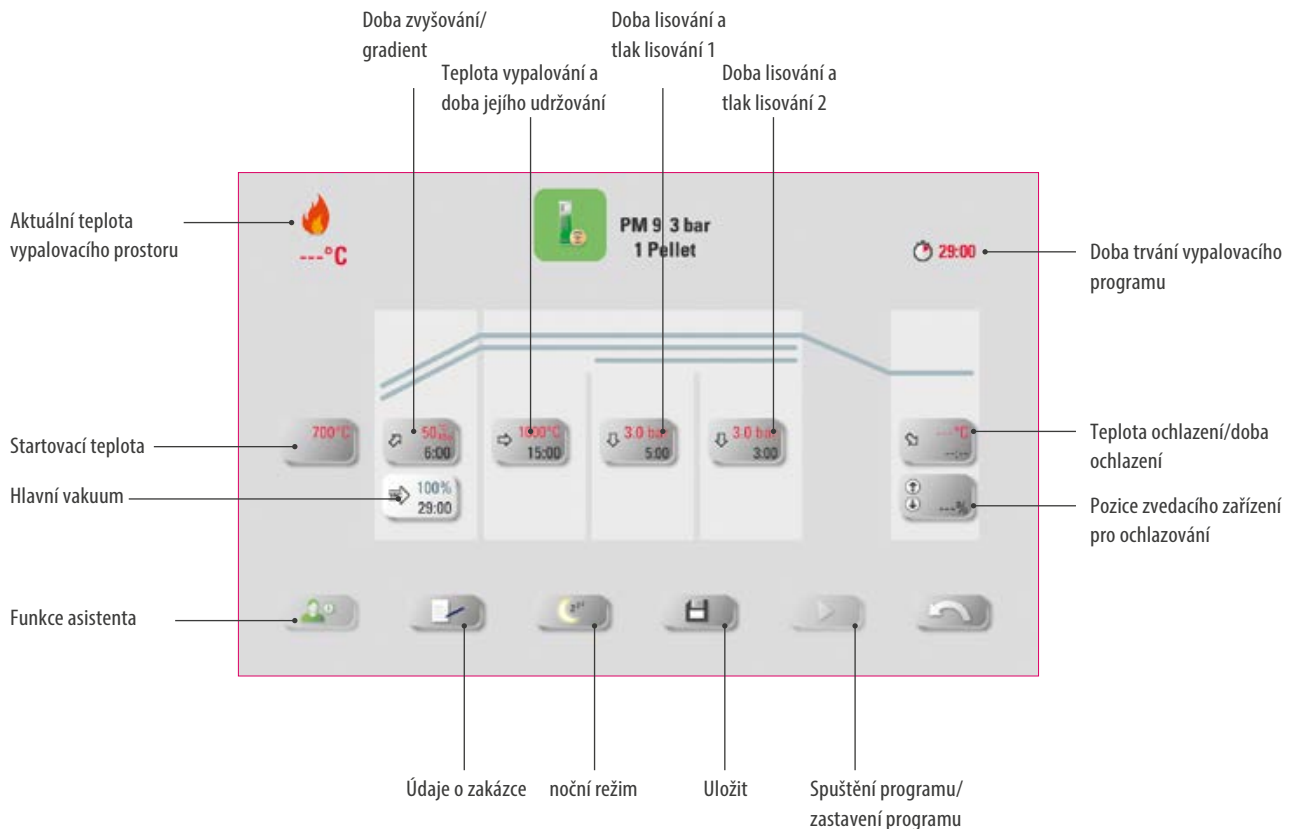 Doba zvyšování/
gradient
Doba lisování a
tlak lisování 1
Teplota vypalování a
doba jejího udržování
Doba lisování a
tlak lisování 2
Aktuální teplota
vypalovacího prostoru
---°C
PM 9 3 bar
1 Pellet
29:00
Doba trvání vypalovacího
programu
Startovací teplota
700°C
50
6:00
1000°C
15:00
3.0 bar
5:00
3.0 bar
3:00
---°C
--:--
Teplota ochlazení/doba
ochlazení
Hlavní vakuum
100%
29:00
---%
Pozice zvedacího zařízení
pro ochlazování
Funkce asistenta
Údaje o zakázce
noční režim
Uložit
Spuštění programu/
zastavení programu